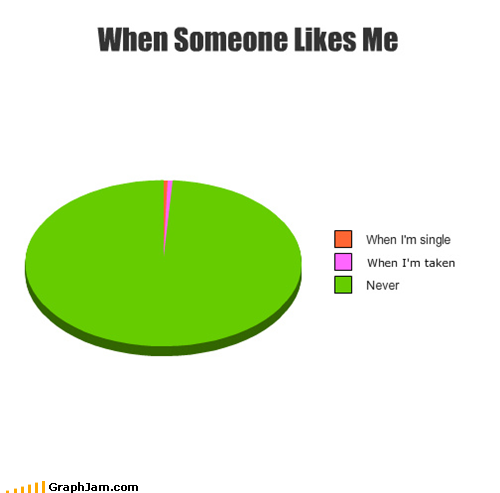 When Someone Likes Me
When I'm single
When I'm taken
Never
GraphJam.com